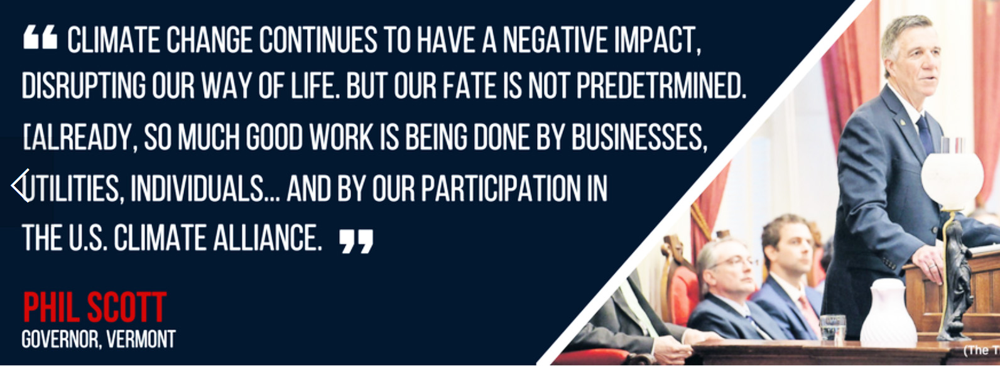 “ CLIMATE CHANGE CONTINUES TO HAVE A NEGATIVE IMPACT,
DISRUPTING OUR WAY OF LIFE. BUT OUR FATE IS NOT PREDETRMINED.
[ALREADY, SO MUCH GOOD WORK IS BEING DONE BY BUSINESSES,
UTILITIES, INDIVIDUALS... AND BY OUR PARTICIPATION IN
THE U.S. CLIMATE ALLIANCE. ”
PHIL SCOTT
GOVERNOR, VERMONT
(The